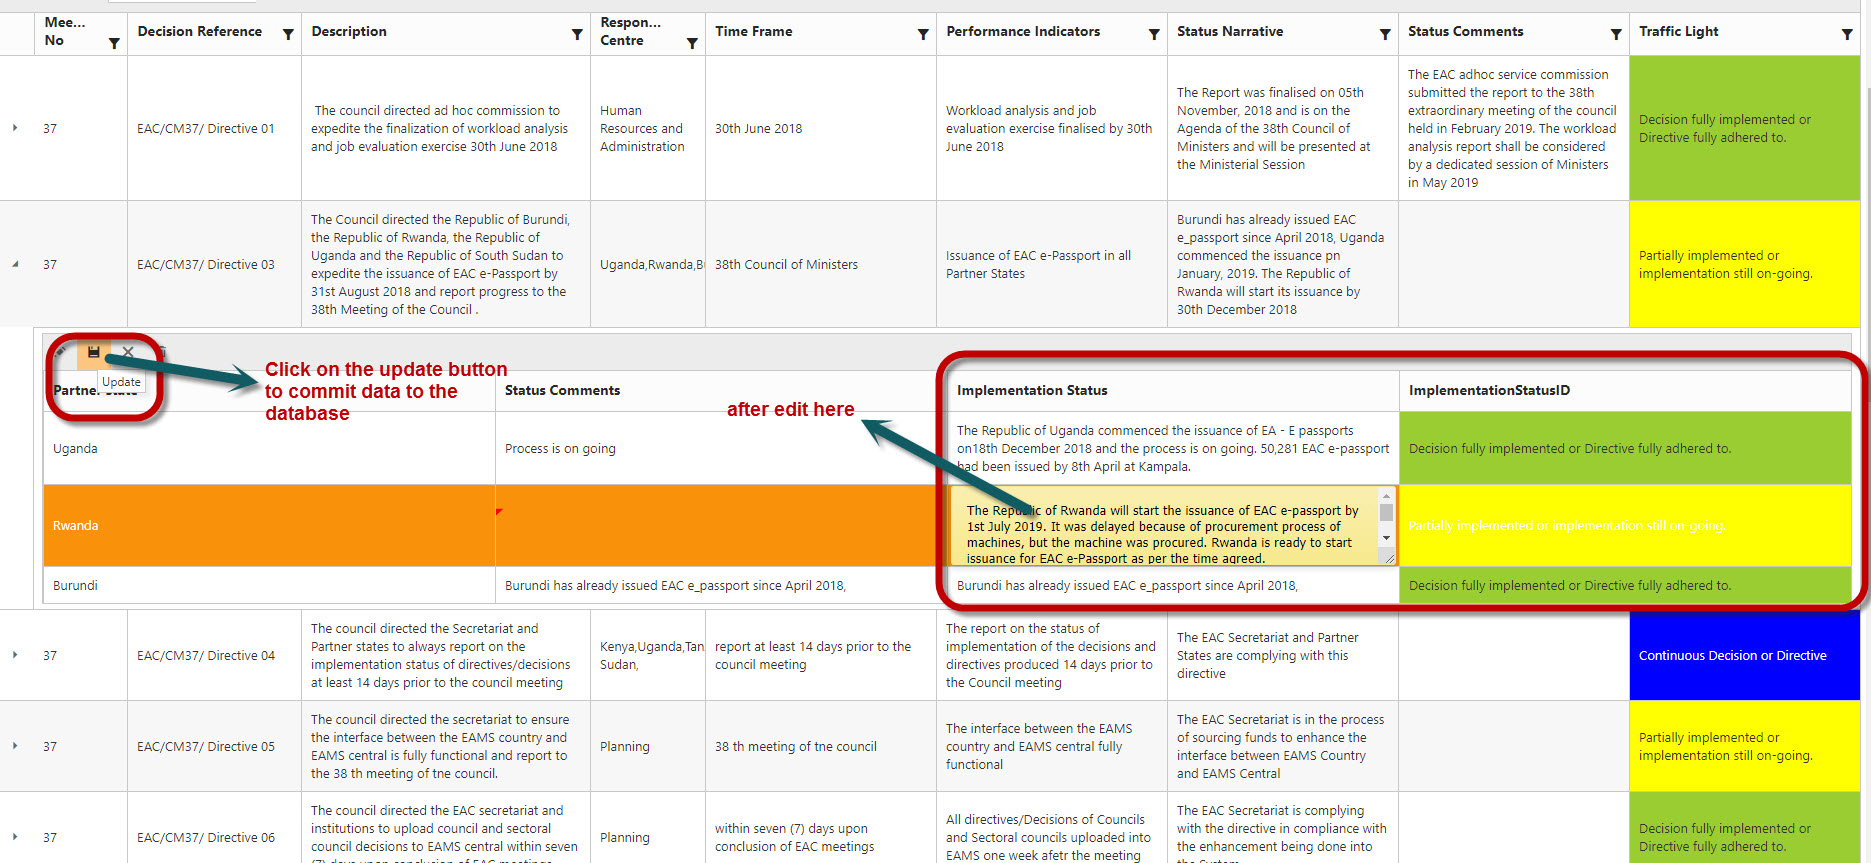 Mee...
No
Decision Reference
Description
Respon...
Centre
Time Frame
Performance Indicators
Status Narrative
Status Comments
Traffic Light
37
EAC/CM37/ Directive 01
The council directed ad hoc commission to
expedite the finalization of workload analysis
and job evaluation exercise 30th June 2018
Human
Resources and
Administration
30th June 2018
Workload analysis and job
evaluation exercise finalised by 30th
June 2018
The Report was finalised on 05th
November, 2018 and is on the
Agenda of the 38th Council of
Ministers and will be presented at
the Ministerial Session
The EAC adhoc service commission
submitted the report to the 38th
extraordinary meeting of the council
held in February 2019. The workload
analysis report shall be considered
by a dedicated session of Ministers
in May 2019
Decision fully implemented or
Directive fully adhered to.
37
EAC/CM37/ Directive 03
The Council directed the Republic of Burundi,
the Republic of Rwanda, the Republic of
Uganda and the Republic of South Sudan to
expedite the issuance of EAC e-Passport by
31st August 2018 and report progress to the
38th Meeting of the Council .
Uganda,Rwanda,B
38th Council of Ministers
Issuance of EAC e-Passport in all
Partner States
Burundi has already issued EAC
e_passport since April 2018, Uganda
commenced the issuance pn
January, 2019. The Republic of
Rwanda will start its issuance by
30th December 2018
Partially implemented or
implementation still on-going.
Update
Click on the update button
to commit data to the
database
after edit here
Partner
Status Comments
Implementation Status
ImplementationStatusID
Uganda
Process is on going
The Republic of Uganda commenced the issuance of EA - E passports
on18th December 2018 and the process is on going. 50,281 EAC e-passport
had been issued by 8th April at Kampala.
Decision fully implemented or Directive fully adhered to.
Rwanda
The Republic of Rwanda will start the issuance of EAC e-passport by
1st July 2019. It was delayed because of procurement process of
machines, but the machine was procured. Rwanda is ready to start
issuance for EAC e-Passport as per the time agreed.
Partially implemented or implementation still on-going.
Burundi
Burundi has already issued EAC e_passport since April 2018,
Burundi has already issued EAC e_passport since April 2018,
Decision fully implemented or Directive fully adhered to.
37
EAC/CM37/ Directive 04
The council directed the Secretariat and
Partner states to always report on the
implementation status of directives/decisions
at least 14 days prior to the council meeting
Kenya,Uganda,Tan
Sudan,
report at least 14 days prior to the
council meeting
The report on the status of
implementation of the decisions and
directives produced 14 days prior to
the Council meeting
The EAC Secretariat and Partner
States are complying with this
directive
Continuous Decision or Directive
37
EAC/CM37/ Directive 05
The council directed the secretariat to ensure
the interface between the EAMS country and
EAMS central is fully functional and report to
the 38 th meeting of tne council.
Planning
38 th meeting of tne council
The interface between the EAMS
country and EAMS central fully
functional
The EAC Secretariat is in the process
of sourcing funds to enhance the
interface between EAMS Country
and EAMS Central
Partially implemented or
implementation still on-going.
37
EAC/CM37/ Directive 06
The council directed the EAC secretariat and
institutions to upload council and sectoral
council decisions to EAMS central within seven
(7) days upon conclusion of EAC meetings
Planning
within seven (7) days upon
conclusion of EAC meetings
All directives/Decisions of Councils
and Sectoral councils uploaded into
EAMS one week afetr the meeting
The EAC Secretariat is complying
with the directive in compliance with
the enhancement being done into
the System
Decision fully implemented or
Directive fully adhered to.